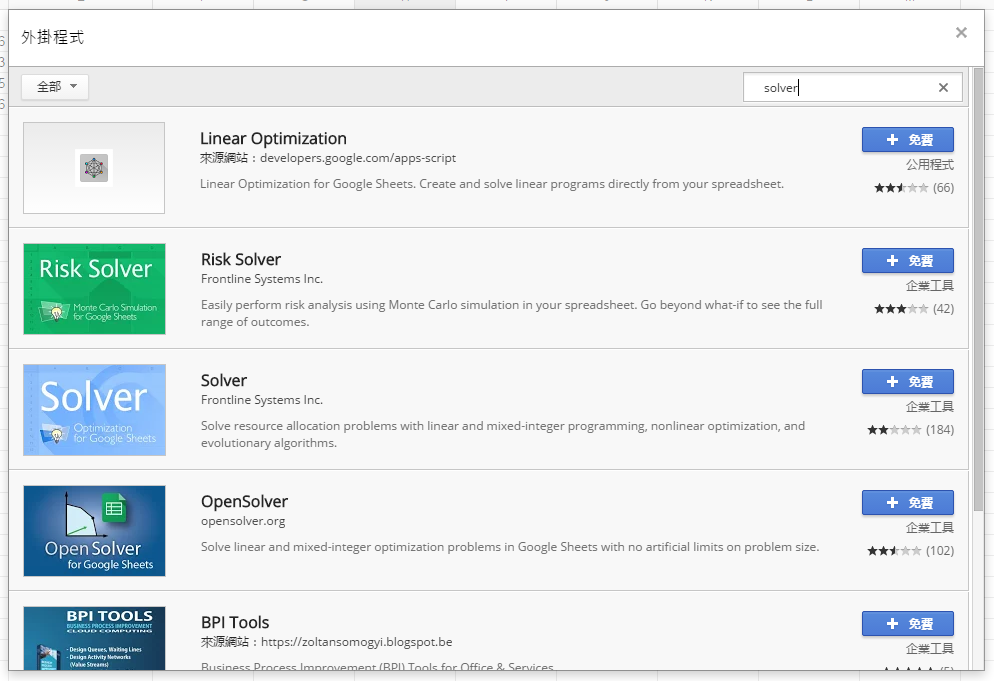 外掛程式
全部
solver
Linear Optimization
來源網站：developers.google.com/apps-script
Linear Optimization for Google Sheets. Create and solve linear programs directly from your spreadsheet.
免費
公用程式
(66)
Risk Solver
Monte Carlo Simulation
for Google Sheets
Risk Solver
Frontline Systems Inc.
Easily perform risk analysis using Monte Carlo simulation in your spreadsheet. Go beyond what-if to see the full
range of outcomes.
免費
企業工具
(42)
Solver
Optimization
for Google Sheets
Solver
Frontline Systems Inc.
Solve resource allocation problems with linear and mixed-integer programming, nonlinear optimization, and
evolutionary algorithms.
免費
企業工具
(184)
Open Solver
for Google Sheets
OpenSolver
opensolver.org
Solve linear and mixed-integer optimization problems in Google Sheets with no artificial limits on problem size.
免費
企業工具
(102)
BPI TOOLS
BUSINESS PROCESS IMPROVEMENT
CLOUD COMPUTING
- Design Queues, Waiting Lines
- Design Activity Networks
(Value Streams)
BPI Tools
來源網站：https://zoltansomogyi.blogspot.be
Business Process Improvement (BPI) Tools for Office & Services
免費
企業工具
(5)